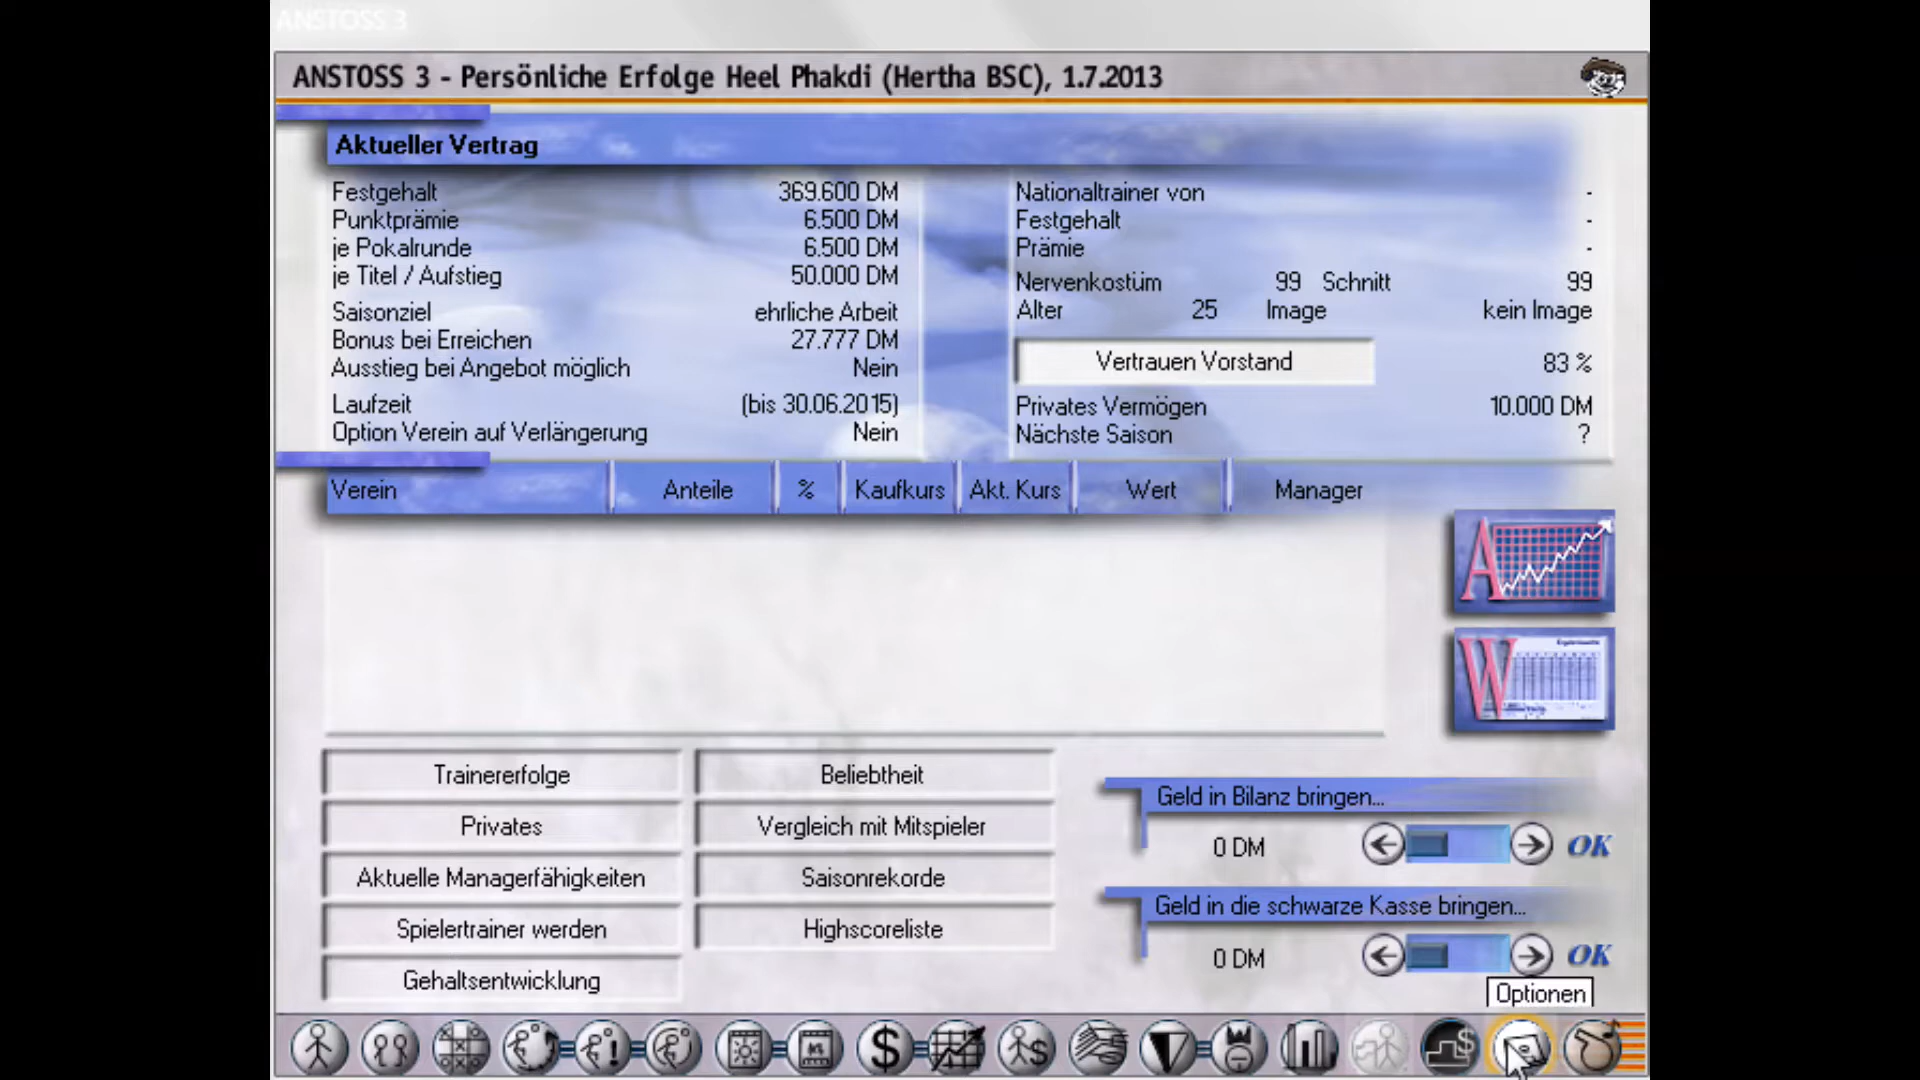 ANSTOSS 3
ANSTOSS 3 - Persönliche Erfolge Heel Phakdi (Hertha BSC), 1.7.2013
Aktueller Vertrag
Festgehalt 369.600 DM
Punktprämie 6.500 DM
je Pokalrunde 6.500 DM
je Titel / Aufstieg 50.000 DM
Saisonziel ehrliche Arbeit
Bonus bei Erreichen 27.777 DM
Ausstieg bei Angebot möglich Nein
Laufzeit (bis 30.06.2015)
Option Verein auf Verlängerung Nein
Nationaltrainer von -
Festgehalt -
Prämie -
Nervenkostüm 99 Schnitt 99
Alter 25 Image kein Image
Vertrauen Vorstand 83 %
Privates Vermögen 10.000 DM
Nächste Saison ?
Verein Anteile % Kaufkurs Akt. Kurs Wert Manager
A
W
Trainererfolge
Privates
Aktuelle Managerfähigkeiten
Spielertrainer werden
Gehaltsentwicklung
Beliebtheit
Vergleich mit Mitspieler
Saisonrekorde
Highscoreliste
Geld in Bilanz bringen...
0 DM OK
Geld in die schwarze Kasse bringen...
0 DM OK
Optionen